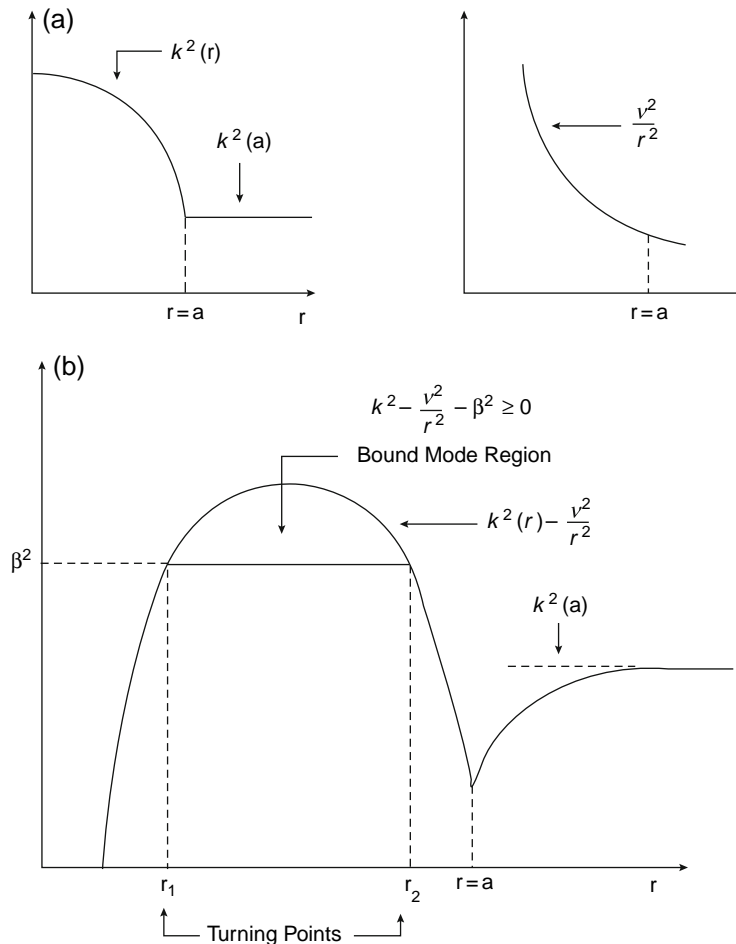 (a)
k²(r)
k²(a)
r = a
r
ν²/r²
r = a
(b)
k² − ν²/r² − β² ≥ 0
Bound Mode Region
k²(r) − ν²/r²
β²
k²(a)
r₁
r₂
r = a
r
Turning Points